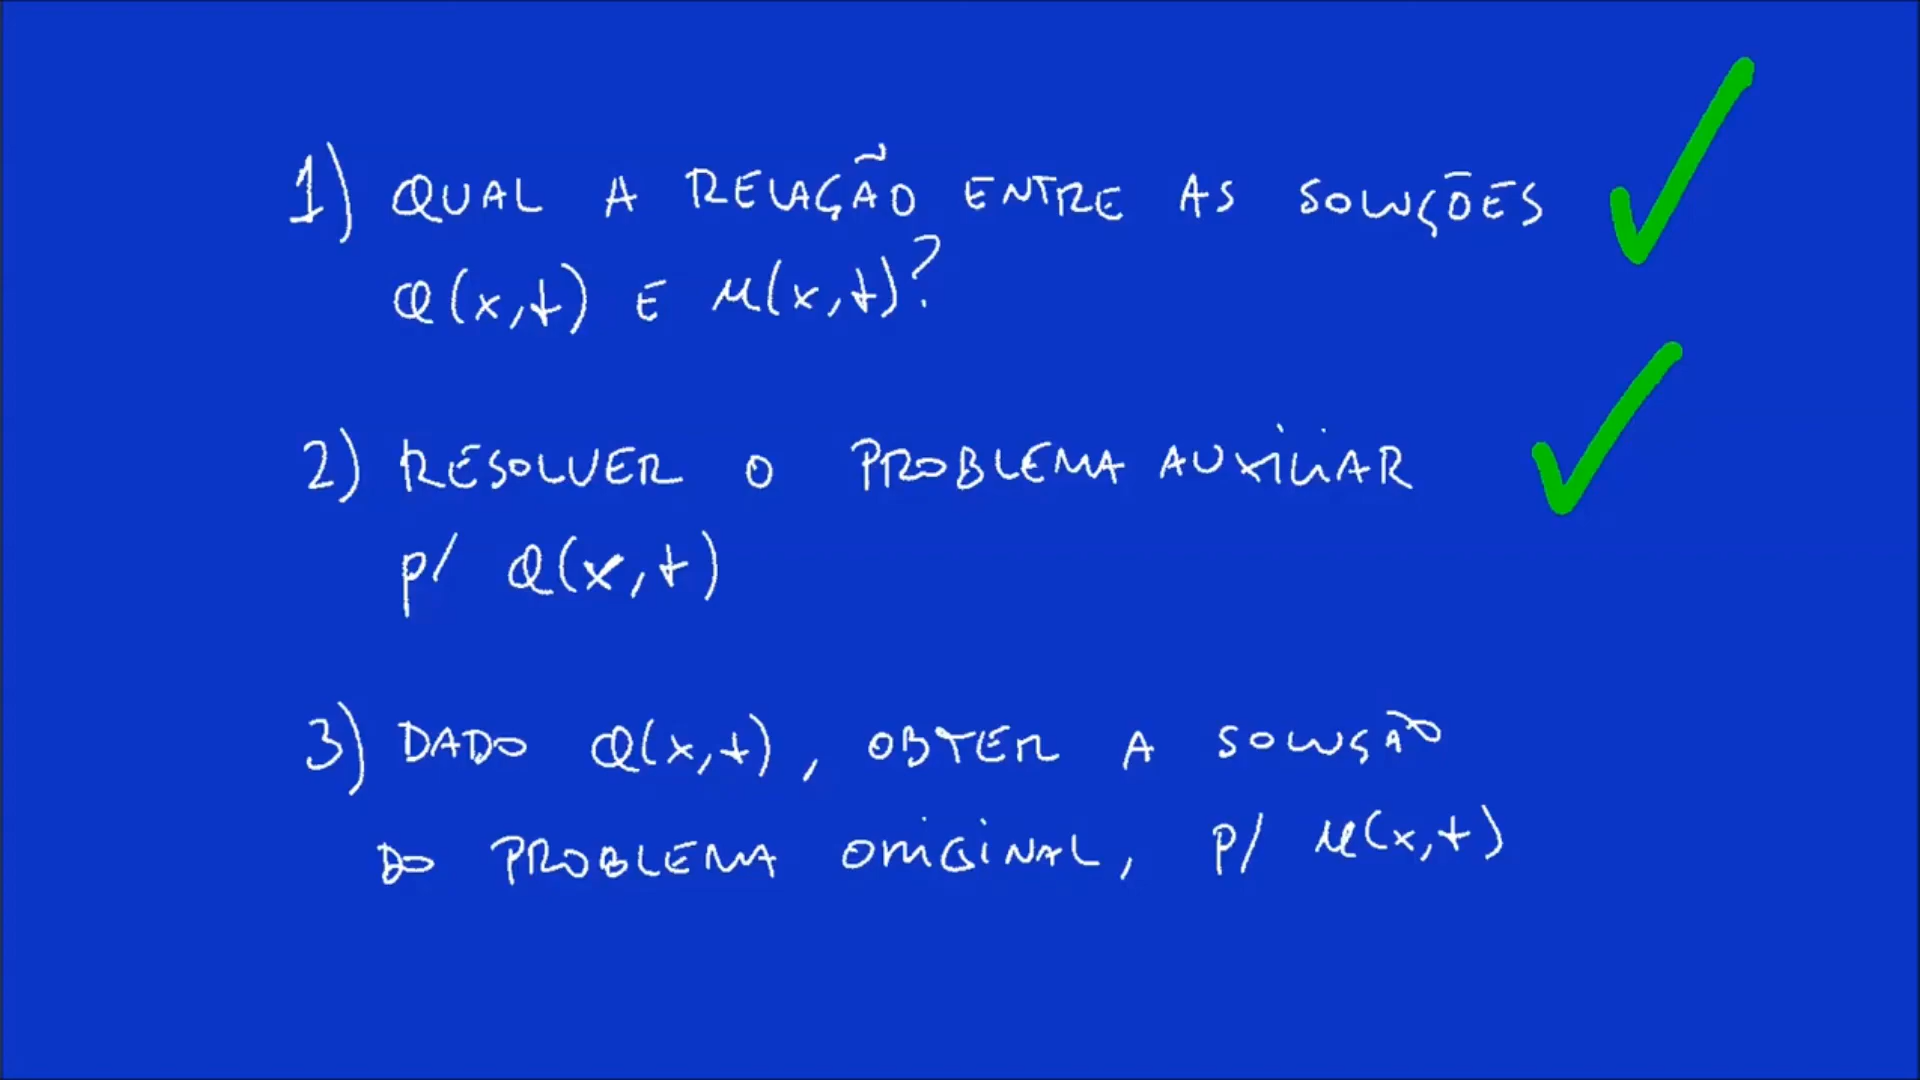 1) QUAL A RELAÇÃO ENTRE AS SOLUÇÕES
Q(x,t) E u(x,t)?
2) RESOLVER O PROBLEMA AUXILIAR
p/ Q(x,t)
3) DADO Q(x,t), OBTER A SOLUÇÃO
DO PROBLEMA ORIGINAL, P/ u(x,t)